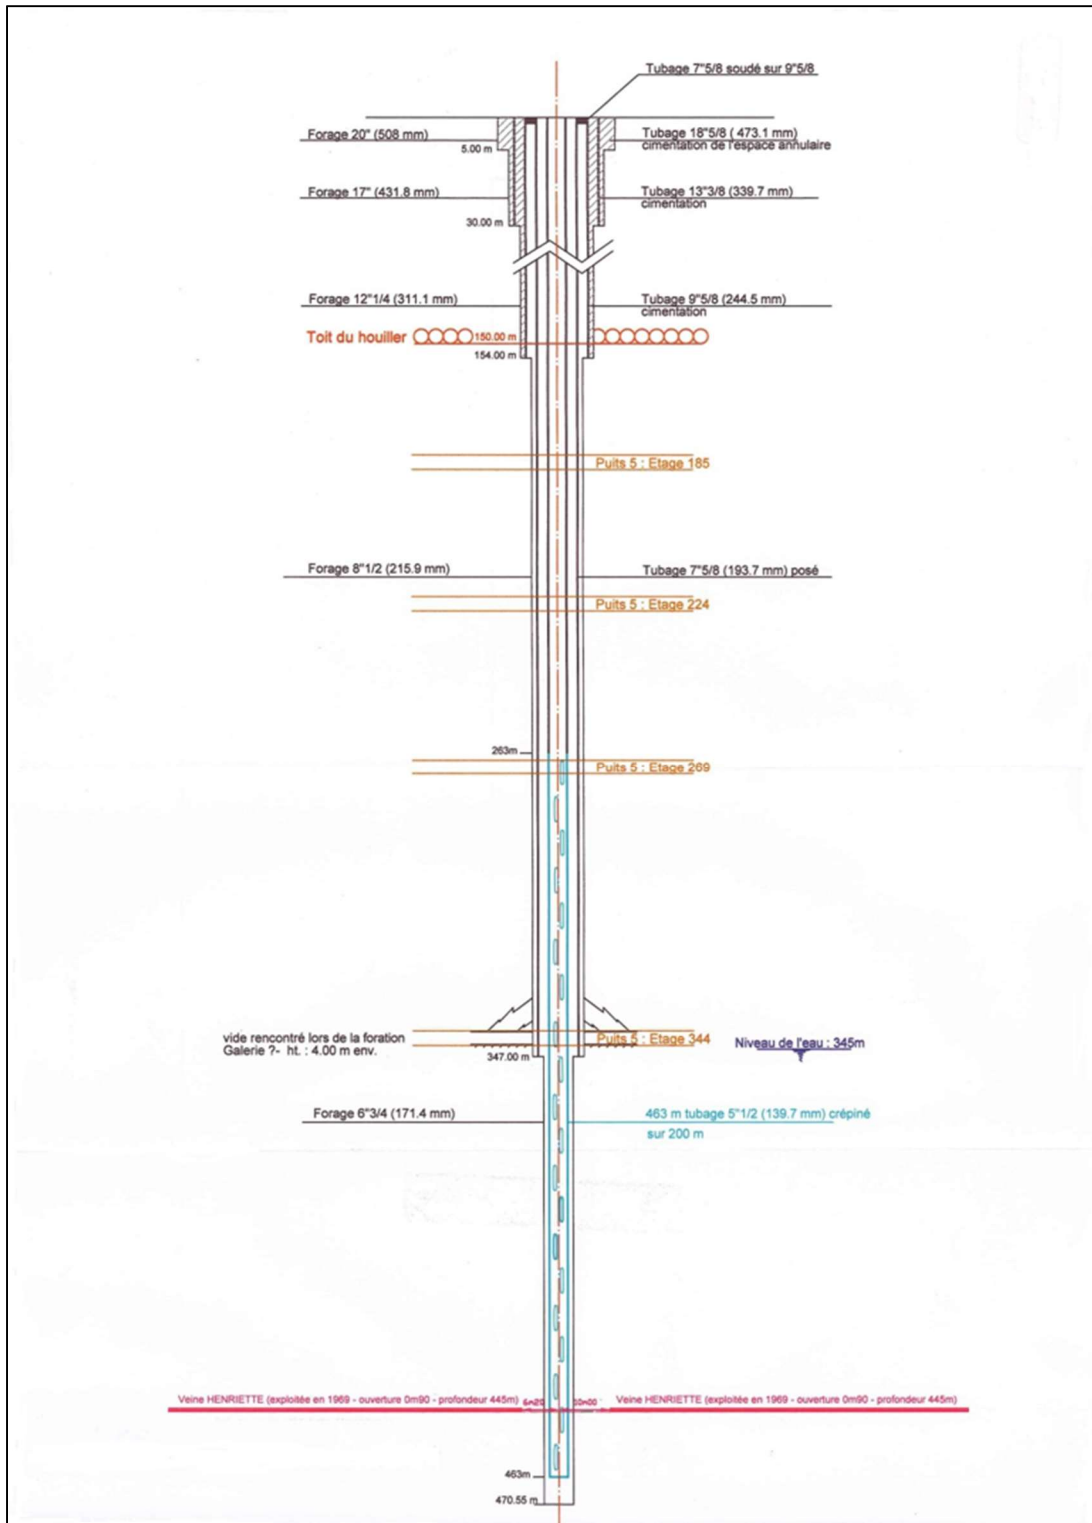 Tubage 7"5/8 soudé sur 9"5/8
Forage 20" (508 mm)
Tubage 18"5/8 ( 473.1 mm)
cimentation de l'espace annulaire
5.00 m
Forage 17" (431.8 mm)
Tubage 13"3/8 (339.7 mm)
cimentation
30.00 m
Forage 12"1/4 (311.1 mm)
Tubage 9"5/8 (244.5 mm)
cimentation
Toit du houiller
150.00 m
154.00 m
Puits 5 : Etage 185
Forage 8"1/2 (215.9 mm)
Tubage 7"5/8 (193.7 mm) posé
Puits 5 : Etage 224
263m
Puits 5 : Etage 269
vide rencontré lors de la foration
Galerie ?- ht. : 4.00 m env.
Puits 5 : Etage 344
Niveau de l'eau : 345m
347.00 m
Forage 6"3/4 (171.4 mm)
463 m tubage 5"1/2 (139.7 mm) crépiné
sur 200 m
Veine HENRIETTE (exploitée en 1969 - ouverture 0m90 - profondeur 445m)
Veine HENRIETTE (exploitée en 1969 - ouverture 0m90 - profondeur 445m)
463m
470.55 m